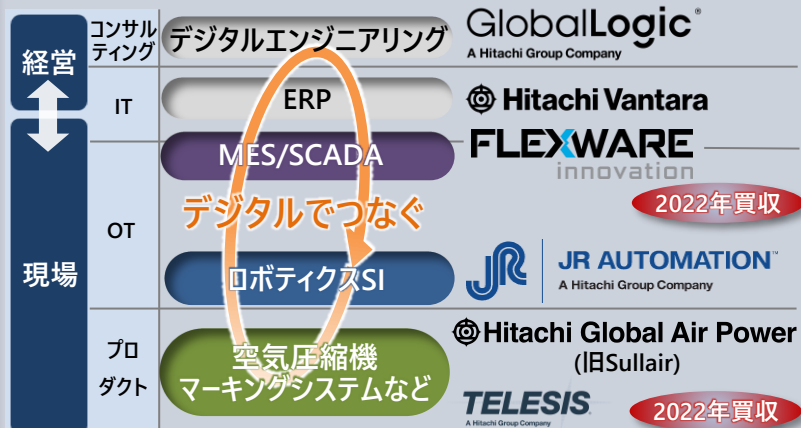 経営
現場
コンサル
ティング
デジタルエンジニアリング
GlobalLogic®
A Hitachi Group Company
IT
ERP
Hitachi Vantara
MES/SCADA
FLEXWARE
innovation
2022年買収
OT
デジタルでつなぐ
ロボティクスSI
JR
JR AUTOMATION™
A Hitachi Group Company
プロ
ダクト
空気圧縮機
マーキングシステムなど
Hitachi Global Air Power
(旧Sullair)
TELESIS
A Hitachi Group Company
2022年買収